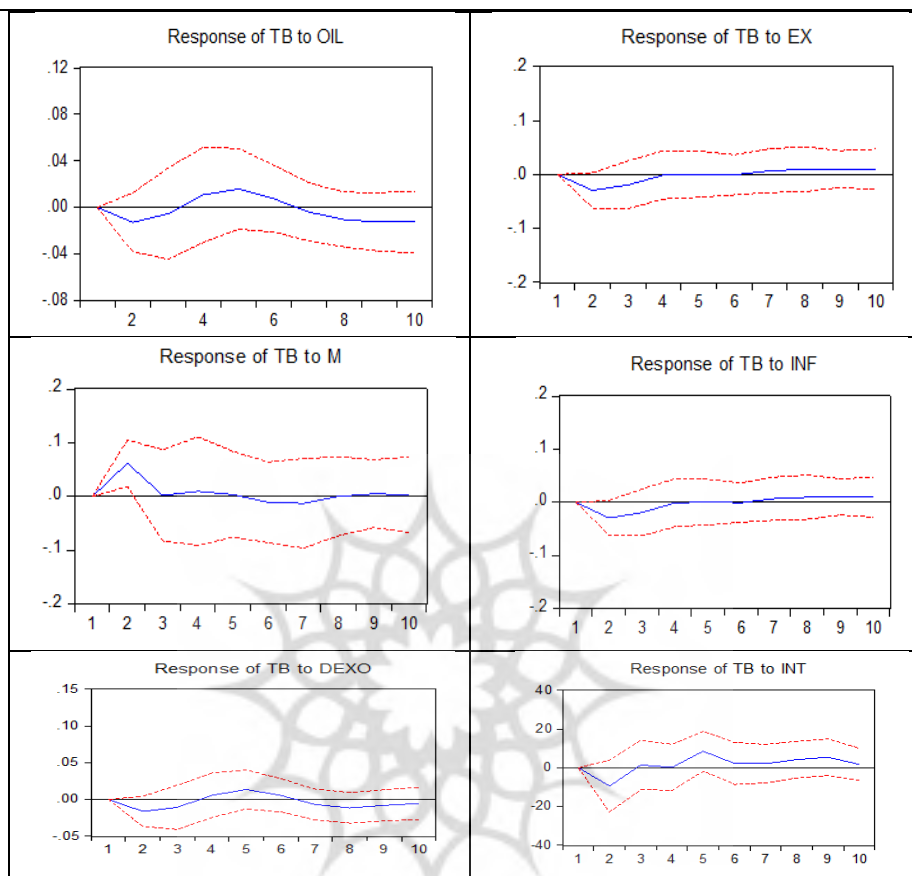 Response of TB to OIL
.12
.08
.04
.00
-.04
-.08
2 4 6 8 10
Response of TB to EX
.2
.1
.0
-.1
-.2
1 2 3 4 5 6 7 8 9 10
Response of TB to M
.2
.1
.0
-.1
-.2
1 2 3 4 5 6 7 8 9 10
Response of TB to INF
.2
.1
.0
-.1
-.2
1 2 3 4 5 6 7 8 9 10
Response of TB to DEXO
.15
.10
.05
.00
-.05
1 2 3 4 5 6 7 8 9 10
Response of TB to INT
40
20
0
-20
-40
1 2 3 4 5 6 7 8 9 10